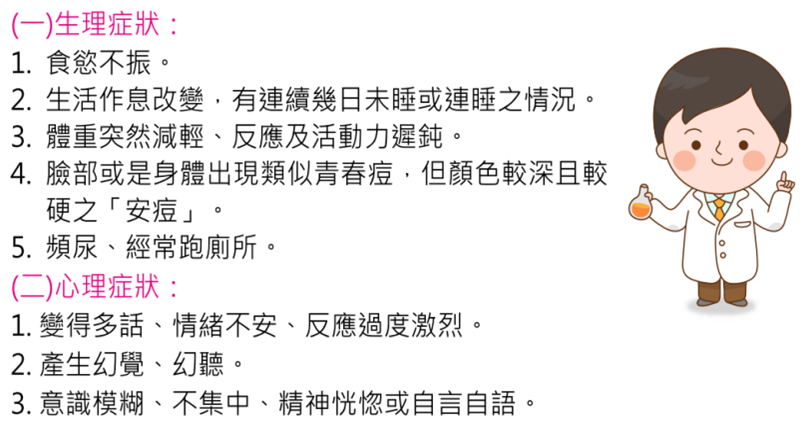 (一)生理症狀：
1. 食慾不振。
2. 生活作息改變，有連續幾日未睡或連睡之情況。
3. 體重突然減輕、反應及活動力遲鈍。
4. 臉部或是身體出現類似青春痘，但顏色較深且較
硬之「安痘」。
5. 頻尿、經常跑廁所。
(二)心理症狀：
1. 變得多話、情緒不安、反應過度激烈。
2. 產生幻覺、幻聽。
3. 意識模糊、不集中、精神恍惚或自言自語。